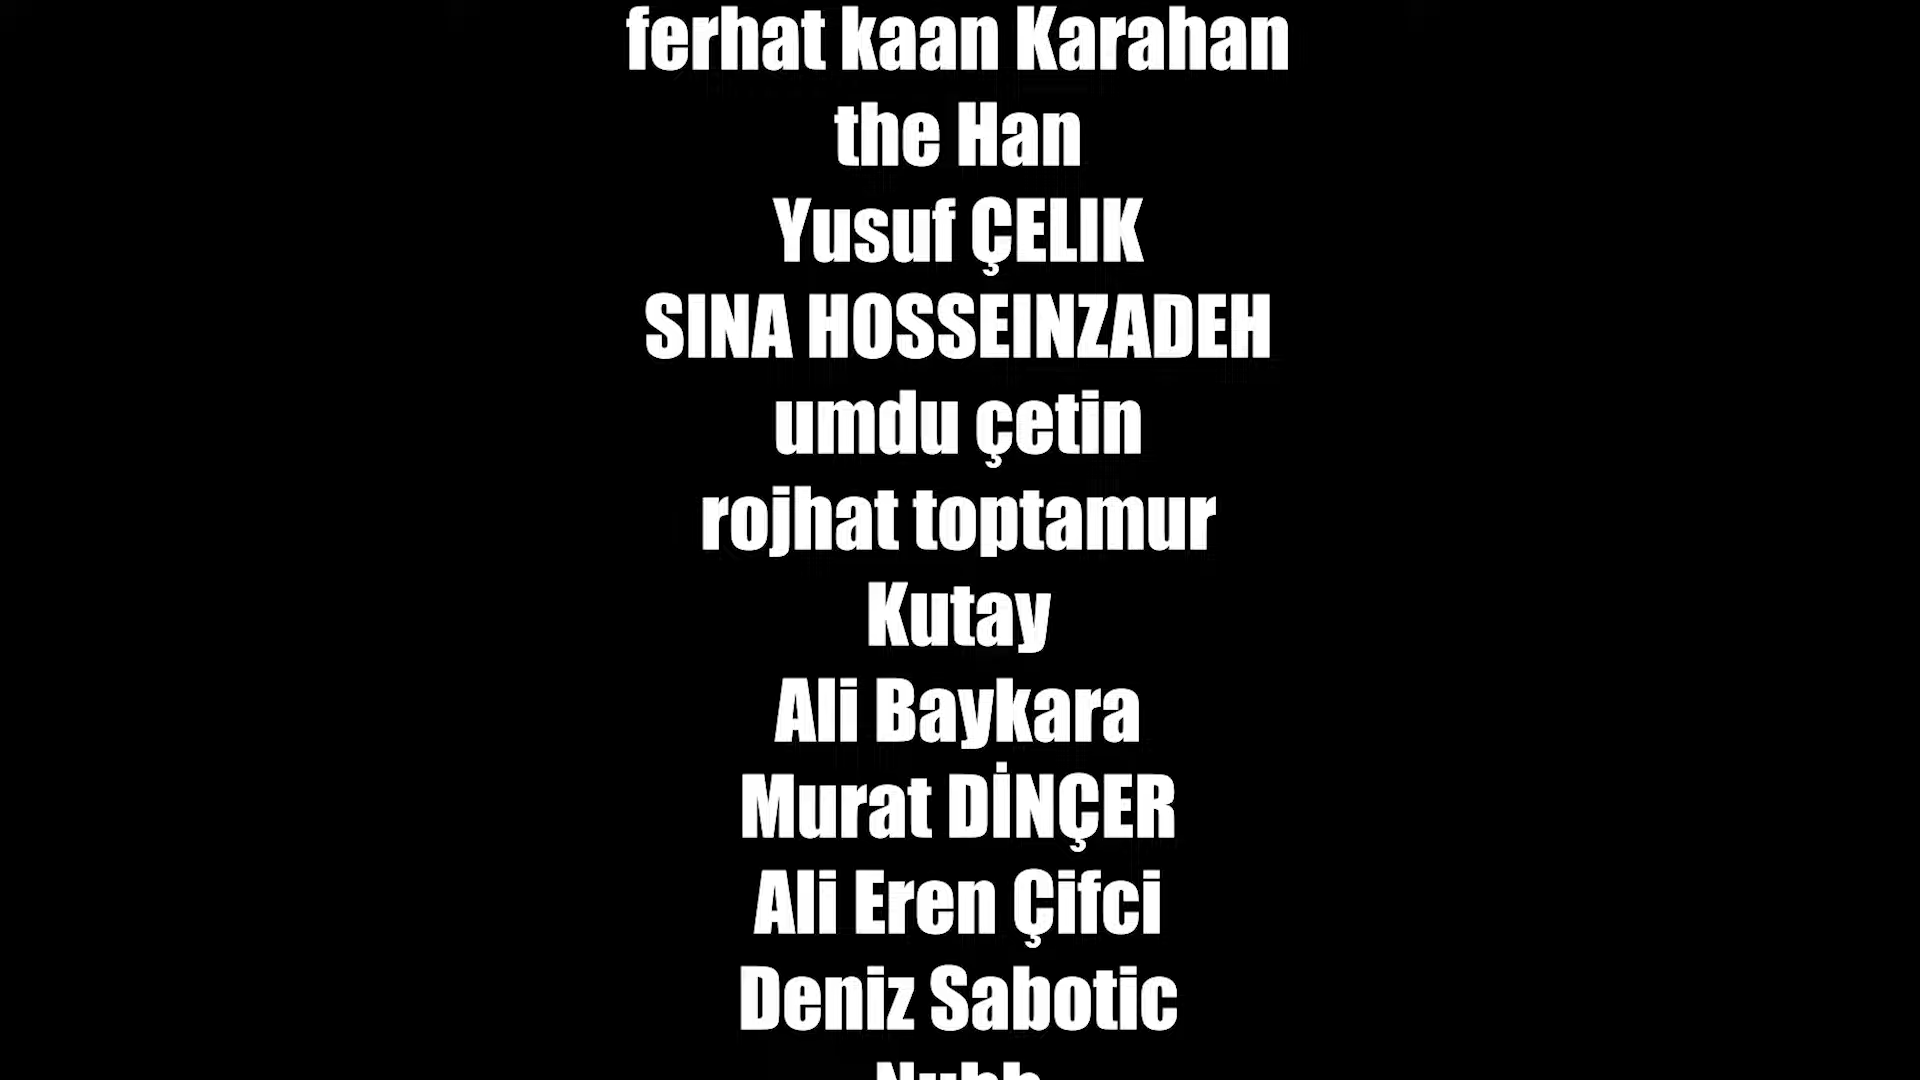 ferhat kaan Karahan
the Han
Yusuf ÇELIK
SINA HOSSEINZADEH
umdu çetin
rojhat toptamur
Kutay
Ali Baykara
Murat DİNÇER
Ali Eren Çifci
Deniz Sabotic